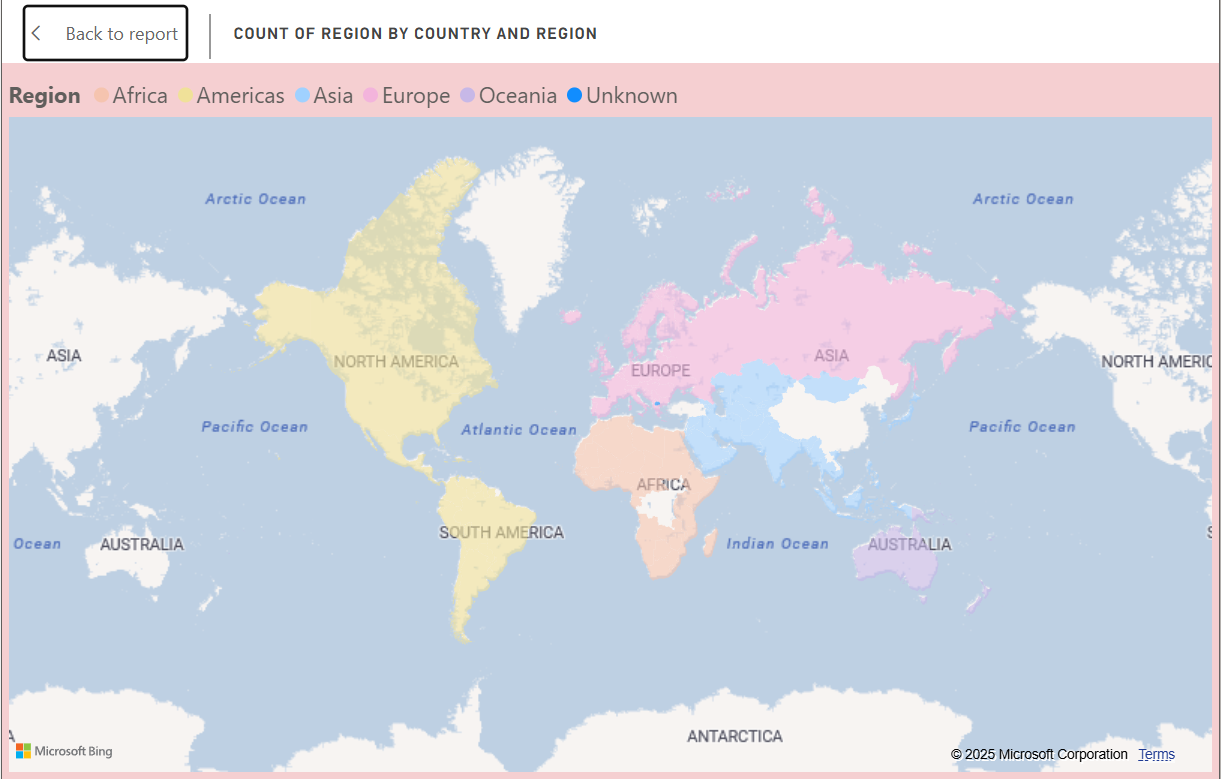 Back to report
COUNT OF REGION BY COUNTRY AND REGION
Region Africa Americas Asia Europe Oceania Unknown
Arctic Ocean
Arctic Ocean
ASIA
NORTH AMERICA
EUROPE
ASIA
NORTH AMERIC
Pacific Ocean
Atlantic Ocean
Pacific Ocean
AFRICA
SOUTH AMERICA
Ocean
AUSTRALIA
Indian Ocean
AUSTRALIA
S
ANTARCTICA
A
Microsoft Bing
© 2025 Microsoft Corporation Terms